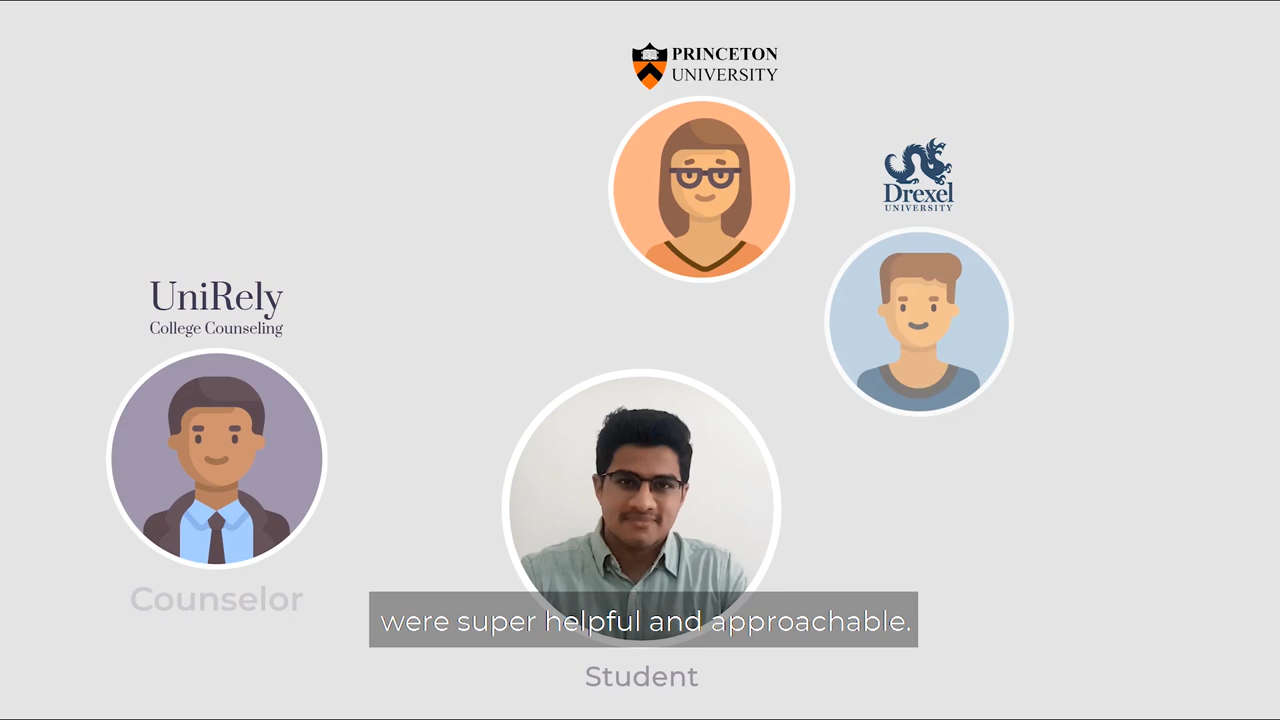 PRINCETON
UNIVERSITY
Drexel
UNIVERSITY
UniRely
College Counseling
Counselor
were super helpful and approachable.
Student